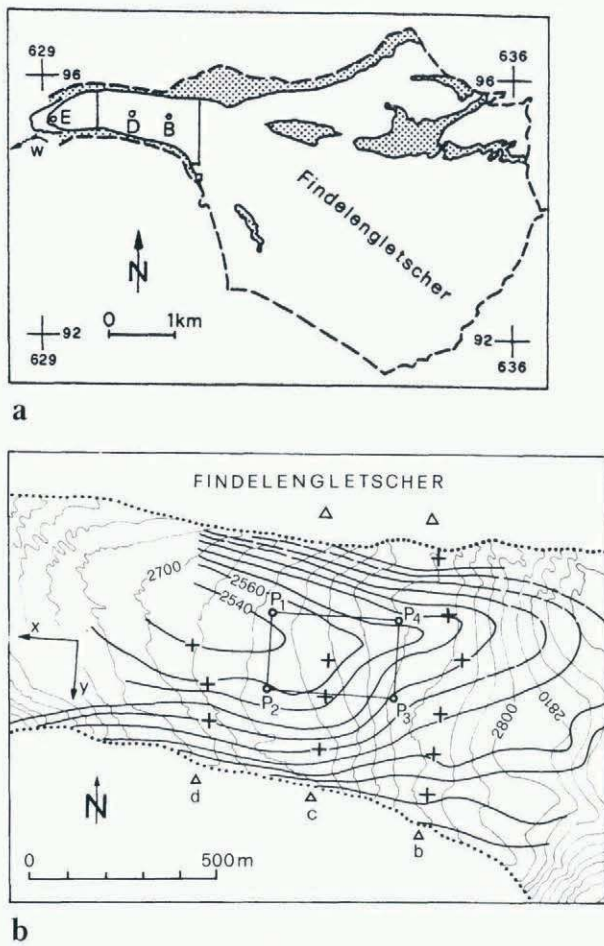 629
96
96
636
E
D
B
W
Findelengletscher
N
0 1km
92
629
92
636
a
FINDELENGLETSCHER
2700
2560
2540
P1
P4
x
y
P2
P3
2800
2810
N
d
c
b
0 500m
b